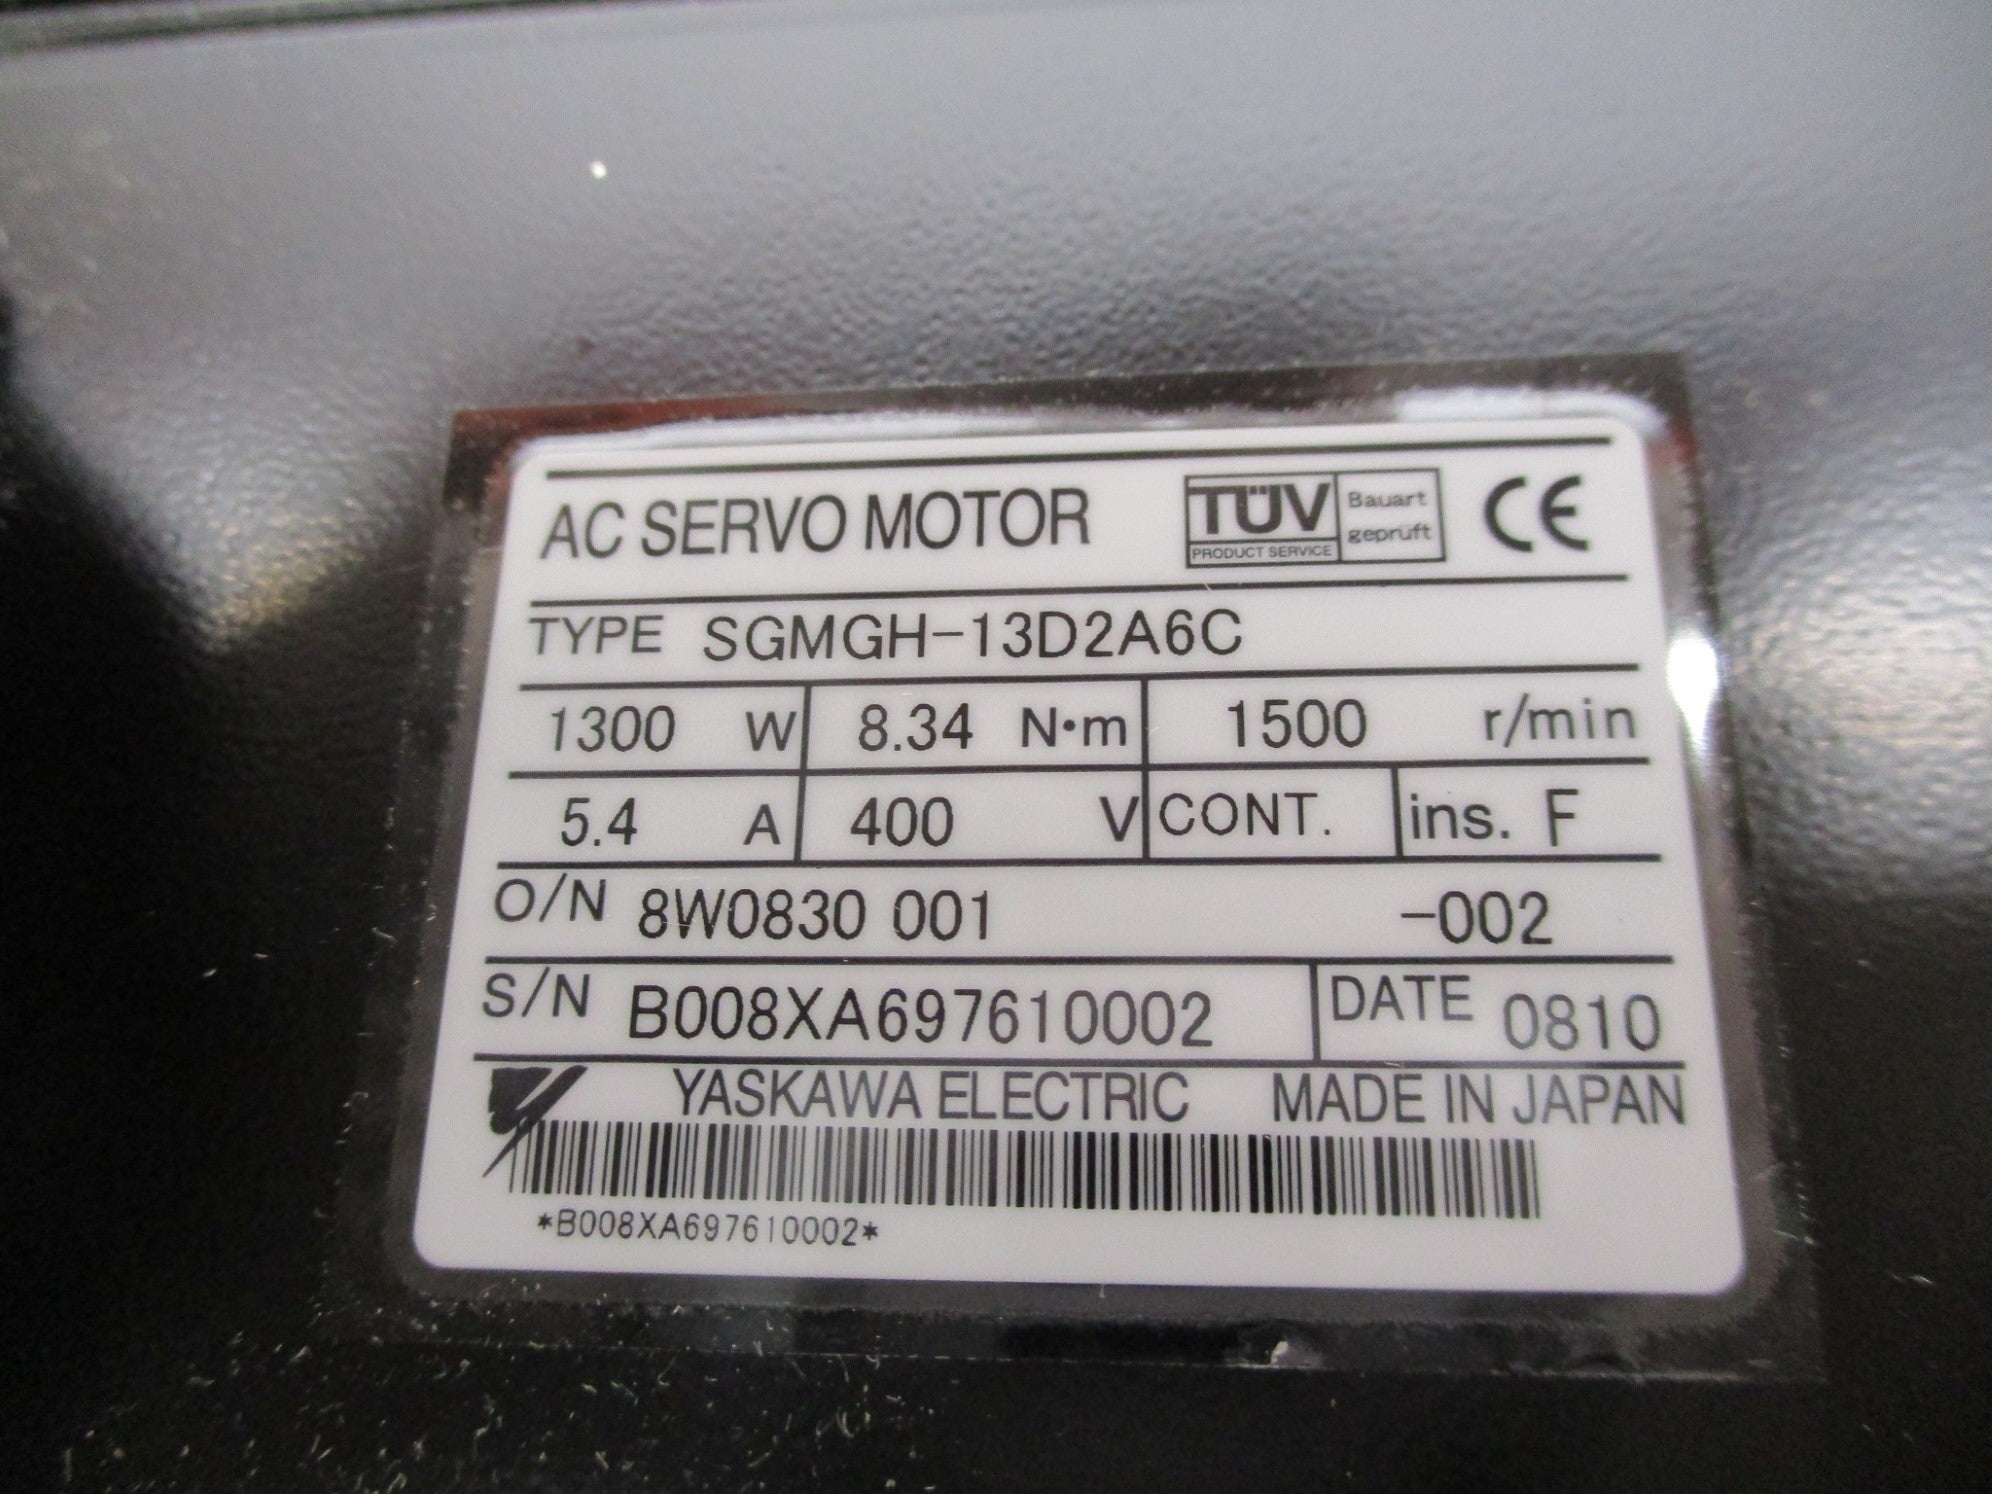 AC SERVO MOTOR TÜV PRODUCT SERVICE Bauart geprüft CE
TYPE SGMGH-13D2A6C
1300 W 8.34 N•m 1500 r/min
5.4 A 400 V CONT. ins. F
O/N 8W0830 001 -002
S/N B008XA697610002 DATE 0810
YASKAWA ELECTRIC MADE IN JAPAN
*B008XA697610002*